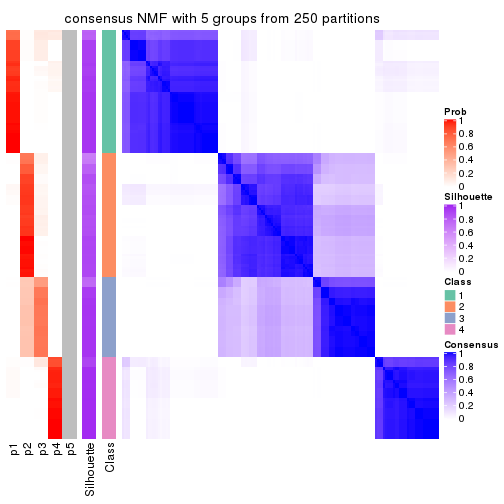 consensus NMF with 5 groups from 250 partitions
Prob
1
0.8
0.6
0.4
0.2
0
Silhouette
1
0.8
0.6
0.4
0.2
0
Class
1
2
3
4
Consensus
1
0.8
0.6
0.4
0.2
0
p1
p2
p3
p4
p5
Silhouette
Class